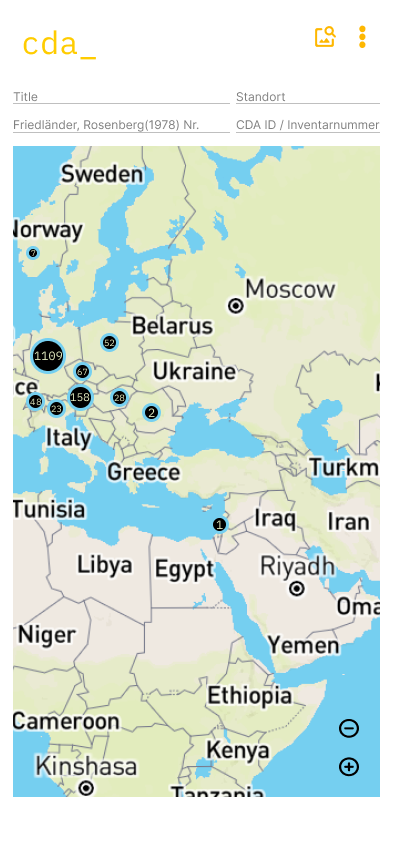 cda_
Title
Standort
Friedländer, Rosenberg(1978) Nr.
CDA ID / Inventarnummer
Sweden
Norway
7
Moscow
Belarus
52
1109
67
Ukraine
ce
48
23
158
28
2
K
Italy
Greece
Turkm
Tunisia
1
Iraq
Iran
Libya
Egypt
Riyadh
Oma
Niger
Yemen
Ethiopia
Cameroon
Kenya
Kinshasa
Tanzania